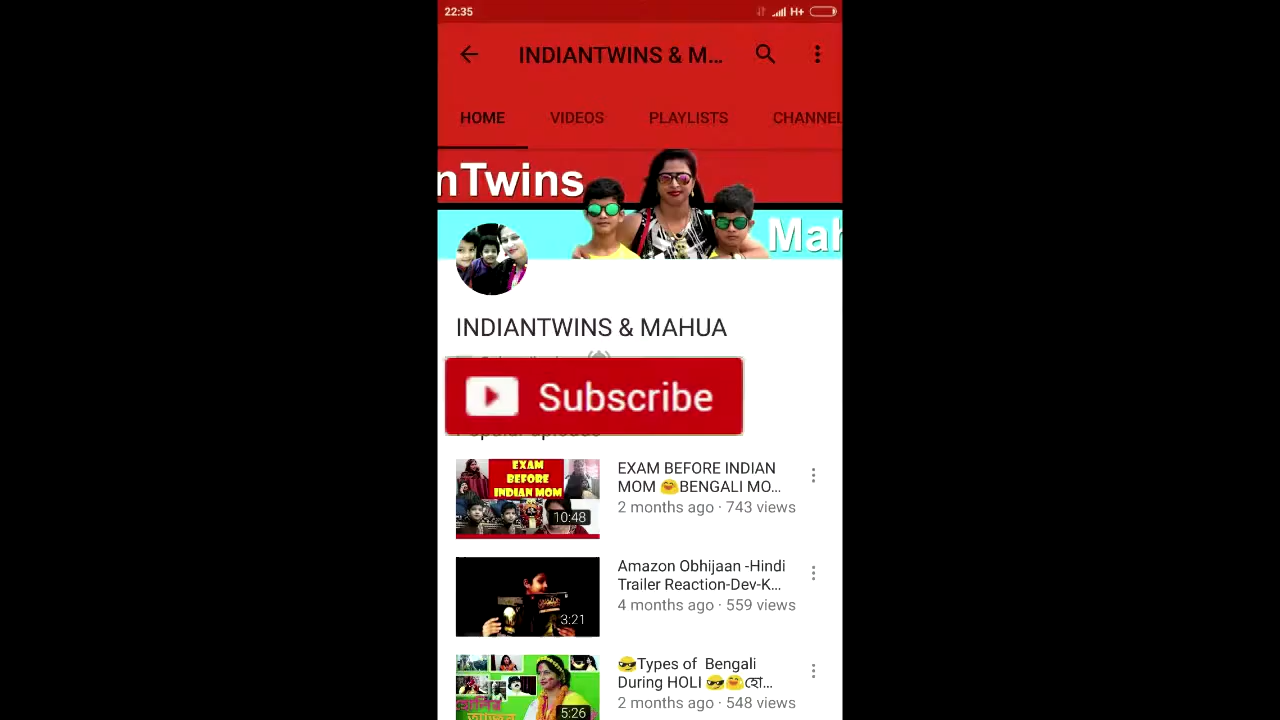 22:35
H+
INDIANTWINS & M...
HOME
VIDEOS
PLAYLISTS
CHANNEL
nTwins
Mah
INDIANTWINS & MAHUA
Subscribe
EXAM
BEFORE
INDIAN MOM
10:48
EXAM BEFORE INDIAN
MOM 🤗BENGALI MO...
2 months ago · 743 views
3:21
Amazon Obhijaan -Hindi
Trailer Reaction-Dev-K...
4 months ago · 559 views
5:26
😎Types of Bengali
During HOLI 😎🤗হো...
2 months ago · 548 views